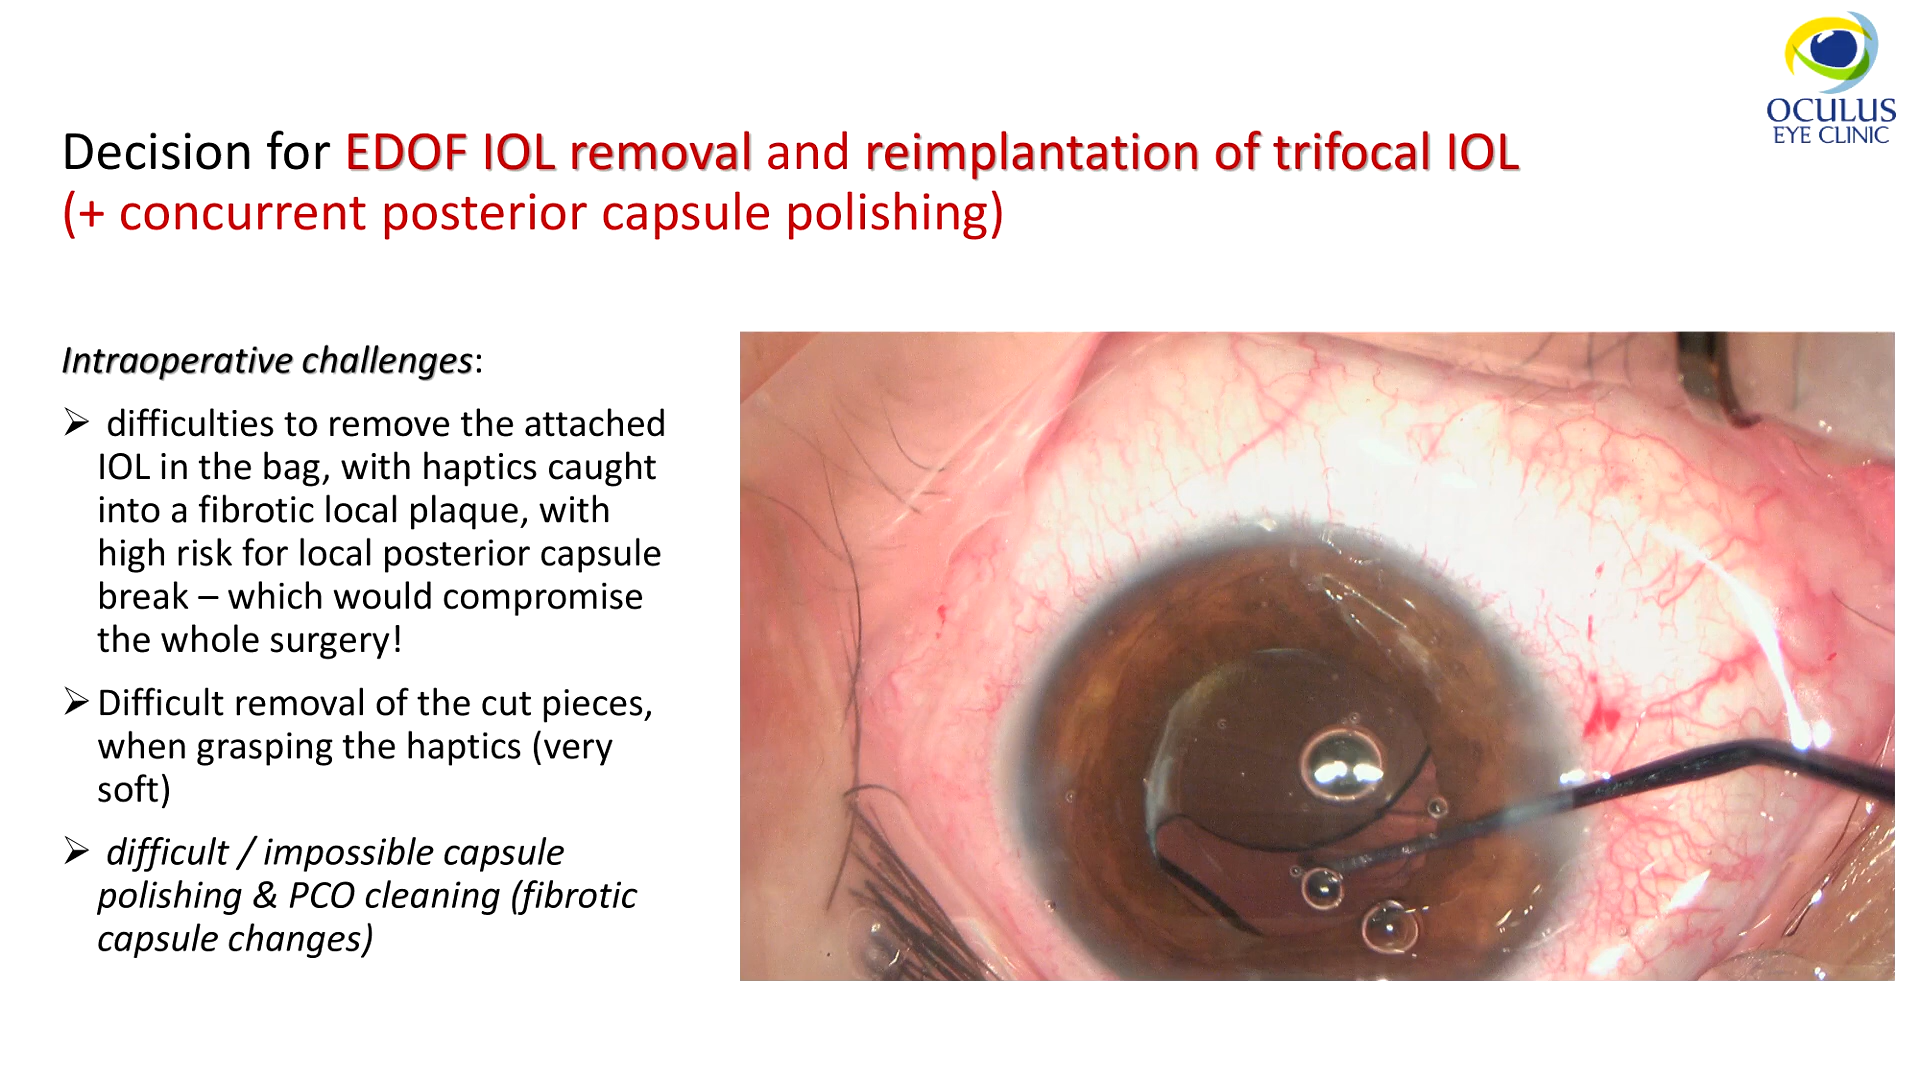 OCULUS
EYE CLINIC
Decision for EDOF IOL removal and reimplantation of trifocal IOL
(+ concurrent posterior capsule polishing)
Intraoperative challenges:
➢ difficulties to remove the attached
IOL in the bag, with haptics caught
into a fibrotic local plaque, with
high risk for local posterior capsule
break – which would compromise
the whole surgery!
➢ Difficult removal of the cut pieces,
when grasping the haptics (very
soft)
➢ difficult / impossible capsule
polishing & PCO cleaning (fibrotic
capsule changes)